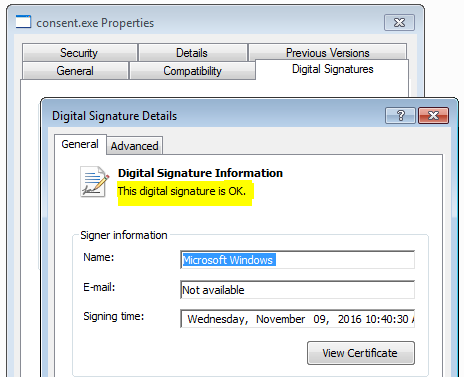 consent.exe Properties
Security Details Previous Versions
General Compatibility Digital Signatures
Digital Signature Details
General Advanced
Digital Signature Information
This digital signature is OK.
Signer information
Name: Microsoft Windows
E-mail: Not available
Signing time: Wednesday, November 09, 2016 10:40:30
View Certificate